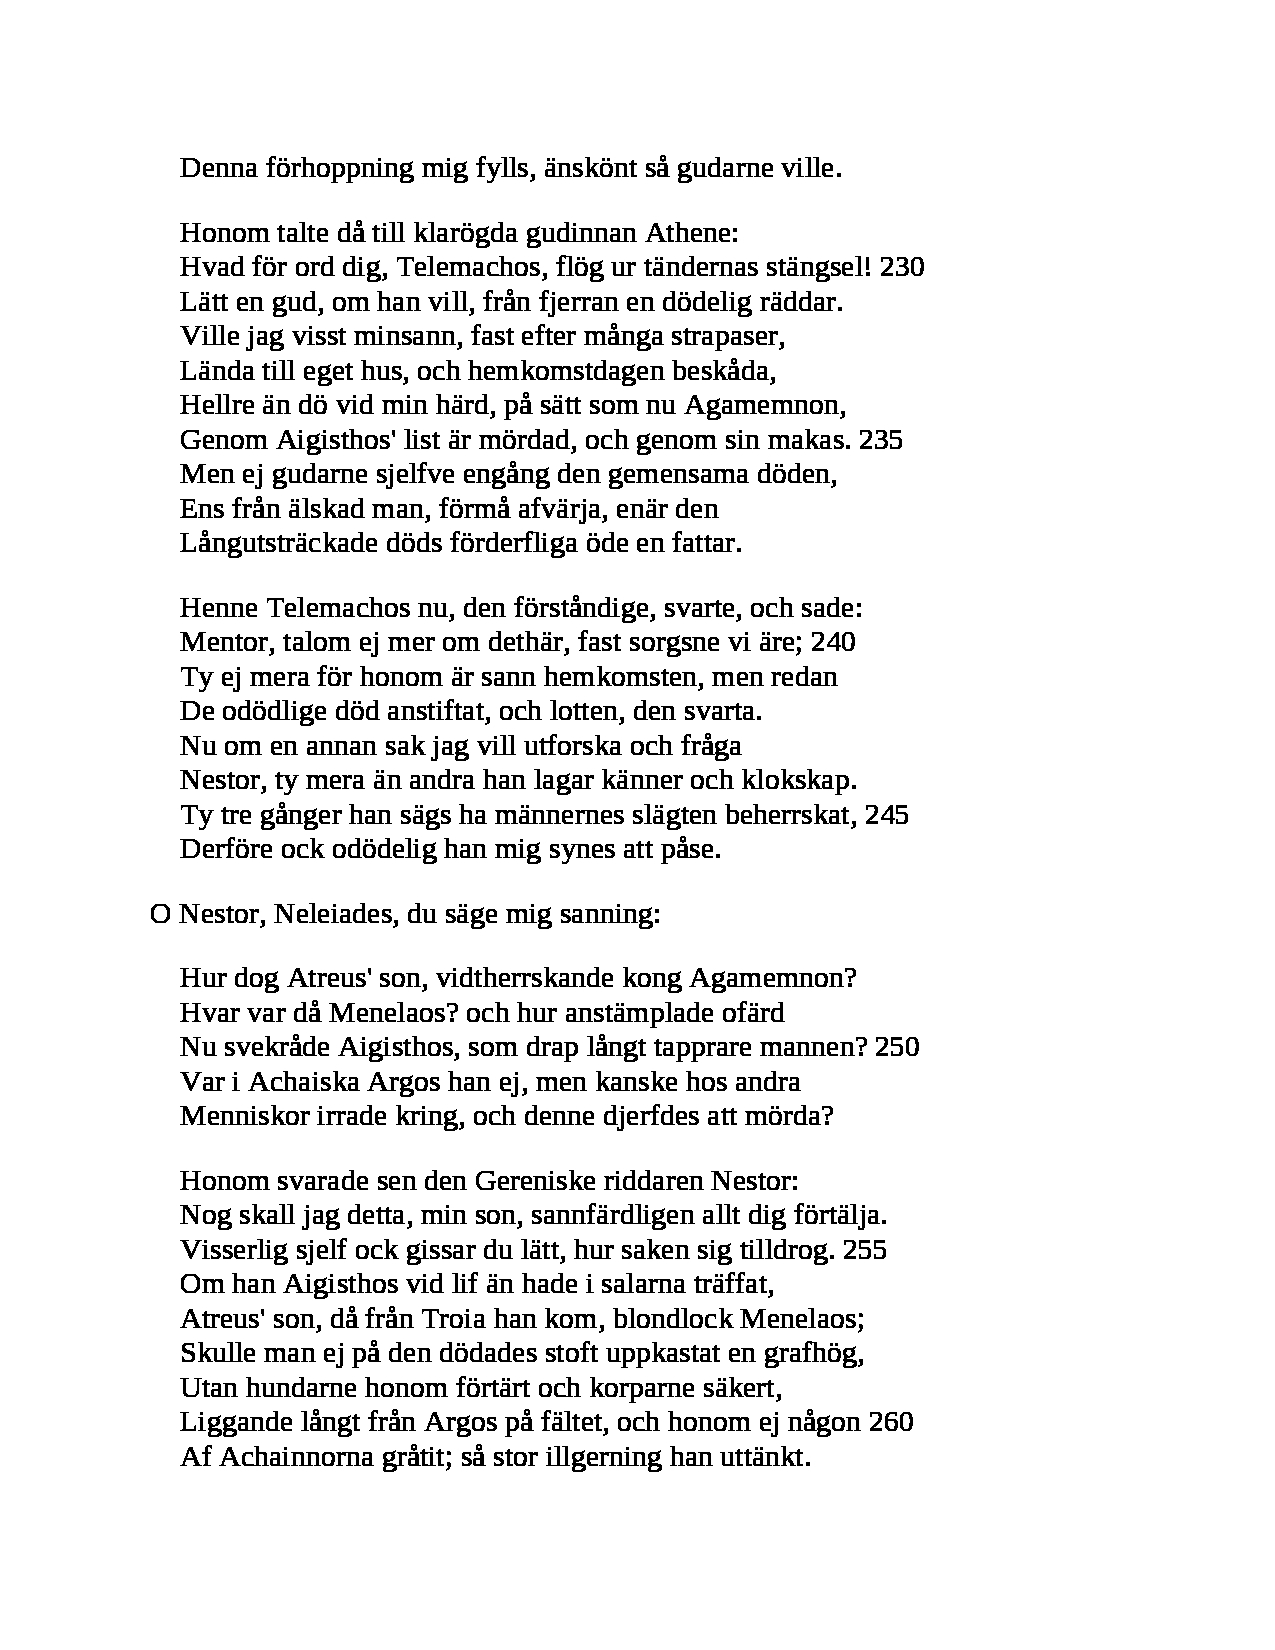 Denna förhoppning mig fylls, änskönt så gudarne ville.
Honom talte då till klarögda gudinnan Athene:
Hvad för ord dig, Telemachos, flög ur tändernas stängsel! 230
Lätt en gud, om han vill, från fjerran en dödelig räddar.
Ville jag visst minsann, fast efter många strapaser,
Lända till eget hus, och hemkomstdagen beskåda,
Hellre än dö vid min härd, på sätt som nu Agamemnon,
Genom Aigisthos' list är mördad, och genom sin makas. 235
Men ej gudarne sjelfve engång den gemensama döden,
Ens från älskad man, förmå afvärja, enär den
Långutsträckade döds förderfliga öde en fattar.
Henne Telemachos nu, den förståndige, svarte, och sade:
Mentor, talom ej mer om dethär, fast sorgsne vi äre; 240
Ty ej mera för honom är sann hemkomsten, men redan
De odödlige död anstiftat, och lotten, den svarta.
Nu om en annan sak jag vill utforska och fråga
Nestor, ty mera än andra han lagar känner och klokskap.
Ty tre gånger han sägs ha männernes slägten beherrskat, 245
Derföre ock odödelig han mig synes att påse.
O Nestor, Neleiades, du säge mig sanning:
Hur dog Atreus' son, vidtherrskande kong Agamemnon?
Hvar var då Menelaos? och hur anstämplade ofärd
Nu svekråde Aigisthos, som drap långt tapprare mannen? 250
Var i Achaiska Argos han ej, men kanske hos andra
Menniskor irrade kring, och denne djerfdes att mörda?
Honom svarade sen den Gereniske riddaren Nestor:
Nog skall jag detta, min son, sannfärdligen allt dig förtälja.
Visserlig sjelf ock gissar du lätt, hur saken sig tilldrog. 255
Om han Aigisthos vid lif än hade i salarna träffat,
Atreus' son, då från Troia han kom, blondlock Menelaos;
Skulle man ej på den dödades stoft uppkastat en grafhög,
Utan hundarne honom förtärt och korparne säkert,
Liggande långt från Argos på fältet, och honom ej någon 260
Af Achainnorna gråtit; så stor illgerning han uttänkt.